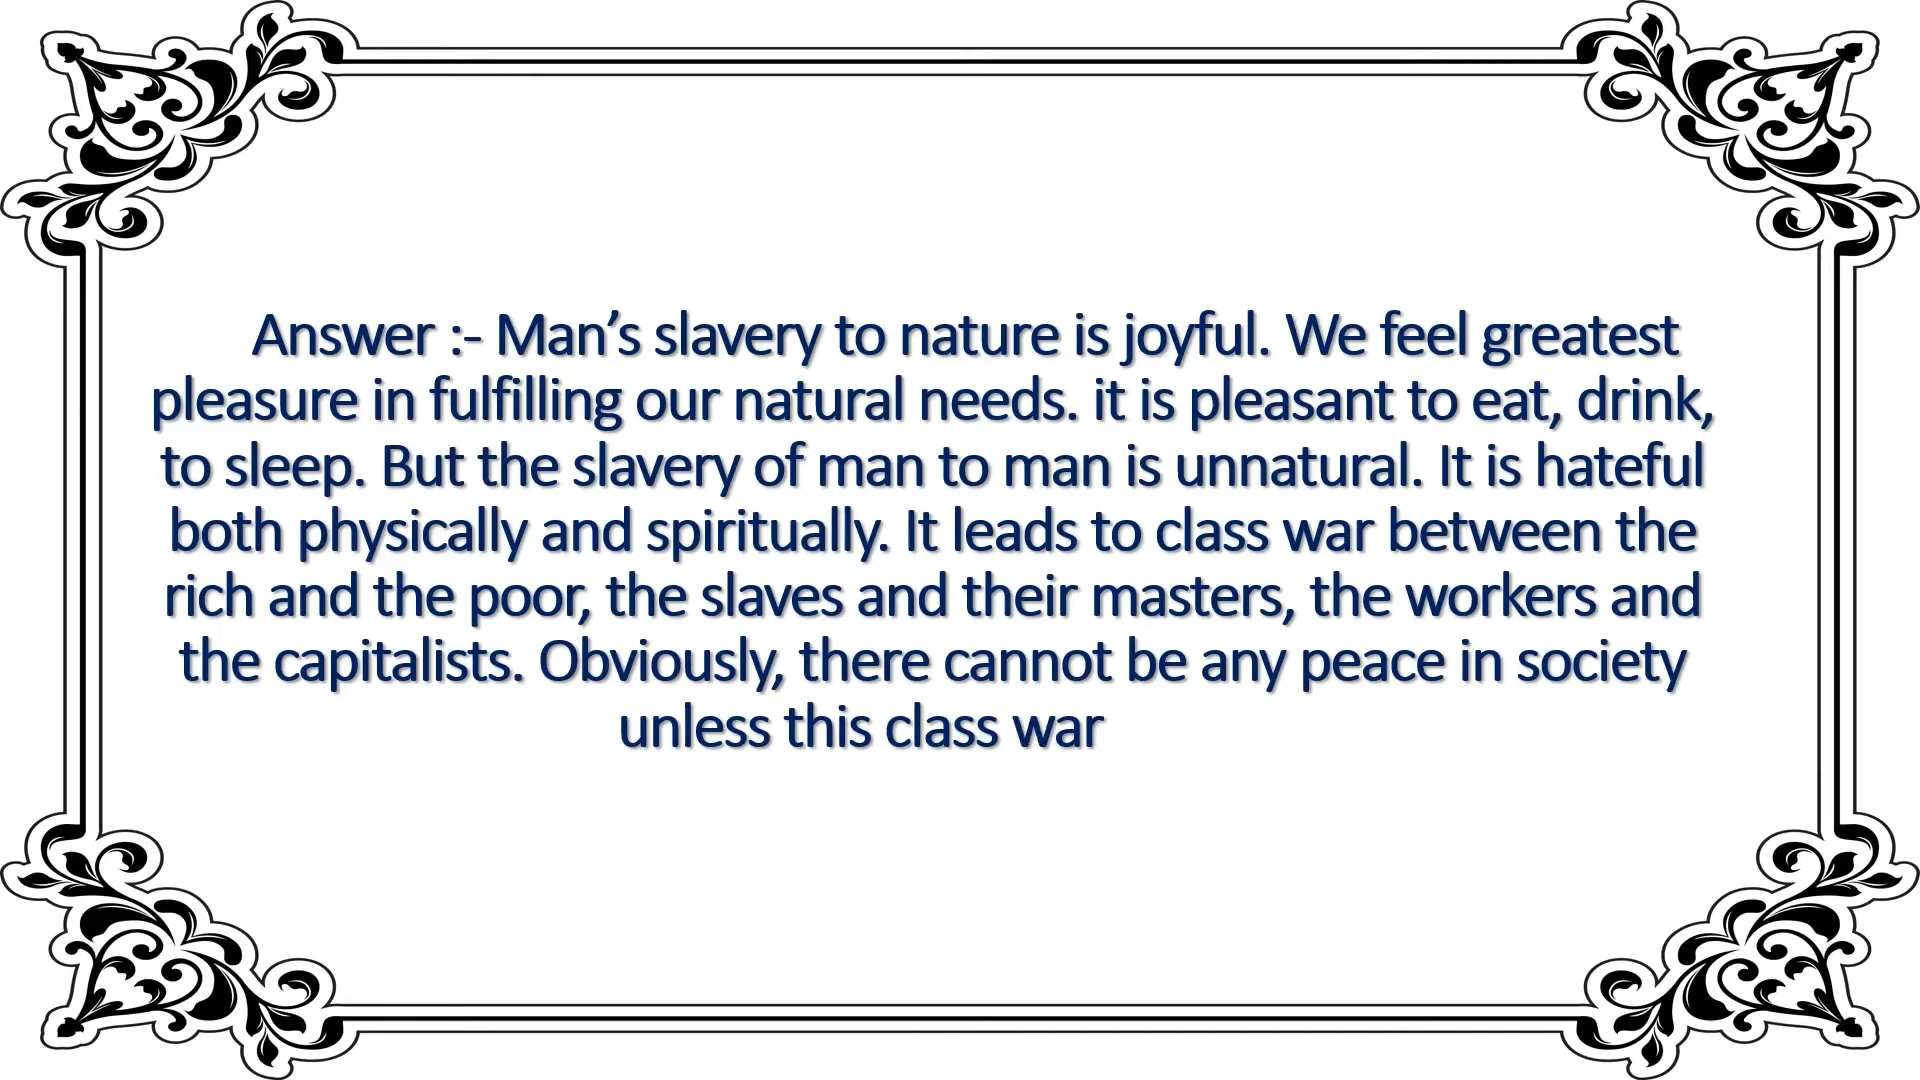 Answer :- Man’s slavery to nature is joyful. We feel greatest
pleasure in fulfilling our natural needs. it is pleasant to eat, drink,
to sleep. But the slavery of man to man is unnatural. It is hateful
both physically and spiritually. It leads to class war between the
rich and the poor, the slaves and their masters, the workers and
the capitalists. Obviously, there cannot be any peace in society
unless this class war